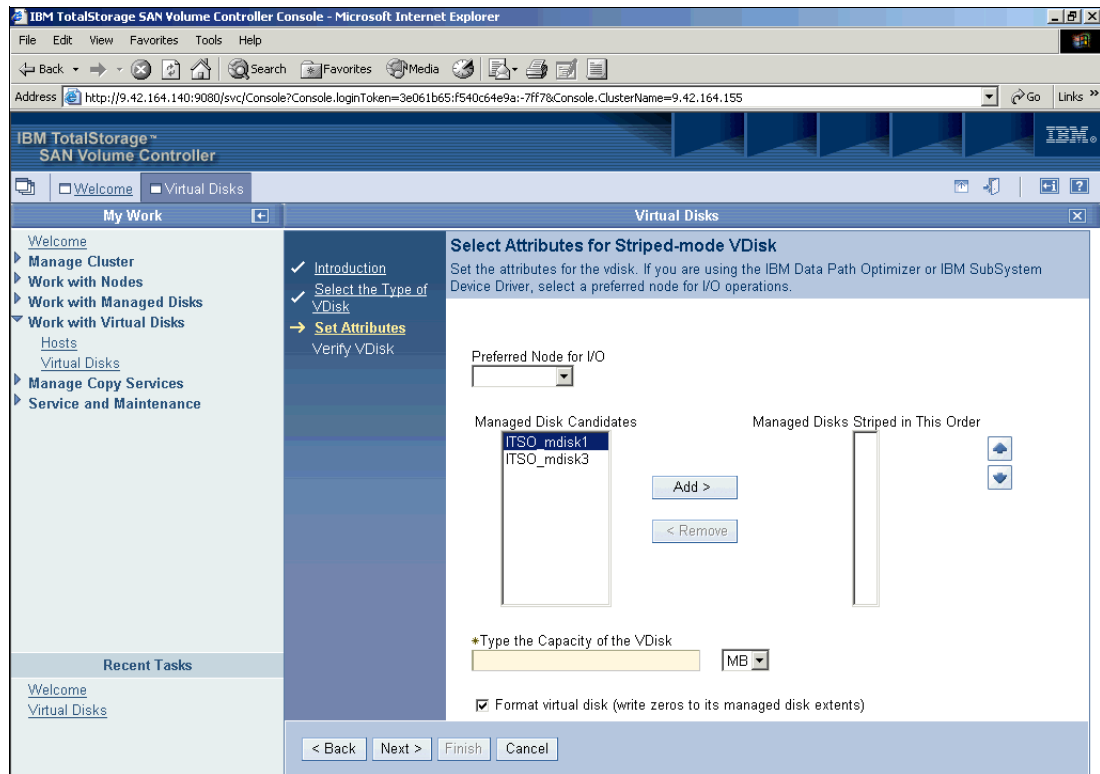 IBM TotalStorage SAN Volume Controller Console - Microsoft Internet Explorer
File Edit View Favorites Tools Help
Back Search Favorites Media
Address http://9.42.164.140:9080/svc/Console?Console.loginToken=3e061b65:f540c64e9a:-7ff7&Console.ClusterName=9.42.164.155 Go Links »
IBM TotalStorage™
SAN Volume Controller
IBM®
Welcome Virtual Disks
My Work
Virtual Disks
Welcome
Manage Cluster
Work with Nodes
Work with Managed Disks
Work with Virtual Disks
Hosts
Virtual Disks
Manage Copy Services
Service and Maintenance
Recent Tasks
Welcome
Virtual Disks
Introduction
Select the Type of
VDisk
Set Attributes
Verify VDisk
Select Attributes for Striped-mode VDisk
Set the attributes for the vdisk. If you are using the IBM Data Path Optimizer or IBM SubSystem
Device Driver, select a preferred node for I/O operations.
Preferred Node for I/O
Managed Disk Candidates
ITSO_mdisk1
ITSO_mdisk3
Add >
< Remove
Managed Disks Striped in This Order
*Type the Capacity of the VDisk
MB
Format virtual disk (write zeros to its managed disk extents)
< Back Next > Finish Cancel